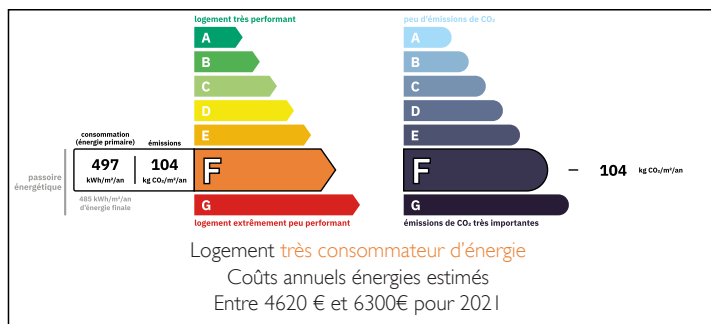 logement très performant
A
B
C
D
E
F
G
consommation (énergie primaire)
émissions
497
104
kWh/m²/an
kg CO₂/m²/an
passoire énergétique
485 kWh/m²/an
d'énergie finale
logement extrêmement peu performant
peu d'émissions de CO₂
A
B
C
D
E
F
G
104 kg CO₂/m²/an
émissions de CO₂ très importantes
Logement très consommateur d'énergie
Coûts annuels énergies estimés
Entre 4620 € et 6300€ pour 2021